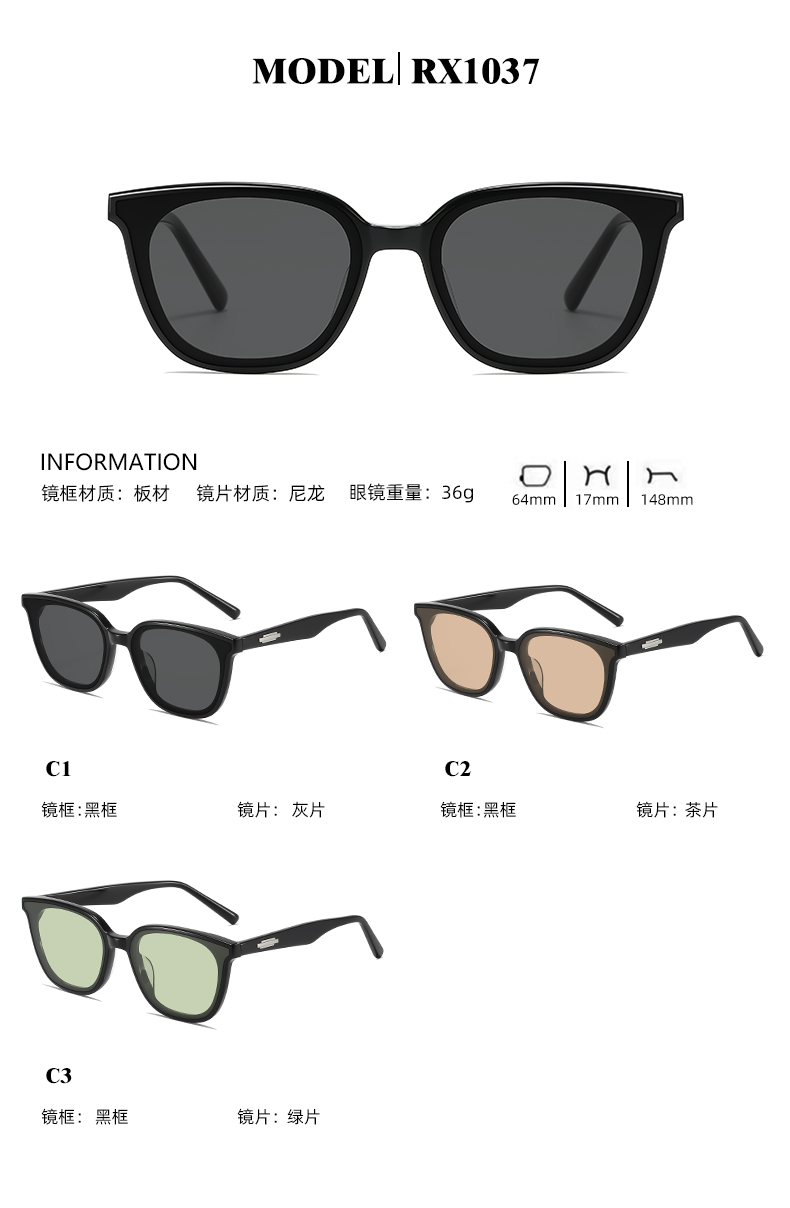 MODEL|RX1037
INFORMATION
镜框材质：板材 镜片材质：尼龙 眼镜重量：36g
64mm 17mm 148mm
C1
镜框:黑框 镜片： 灰片
C2
镜框:黑框 镜片：茶片
C3
镜框： 黑框 镜片：绿片